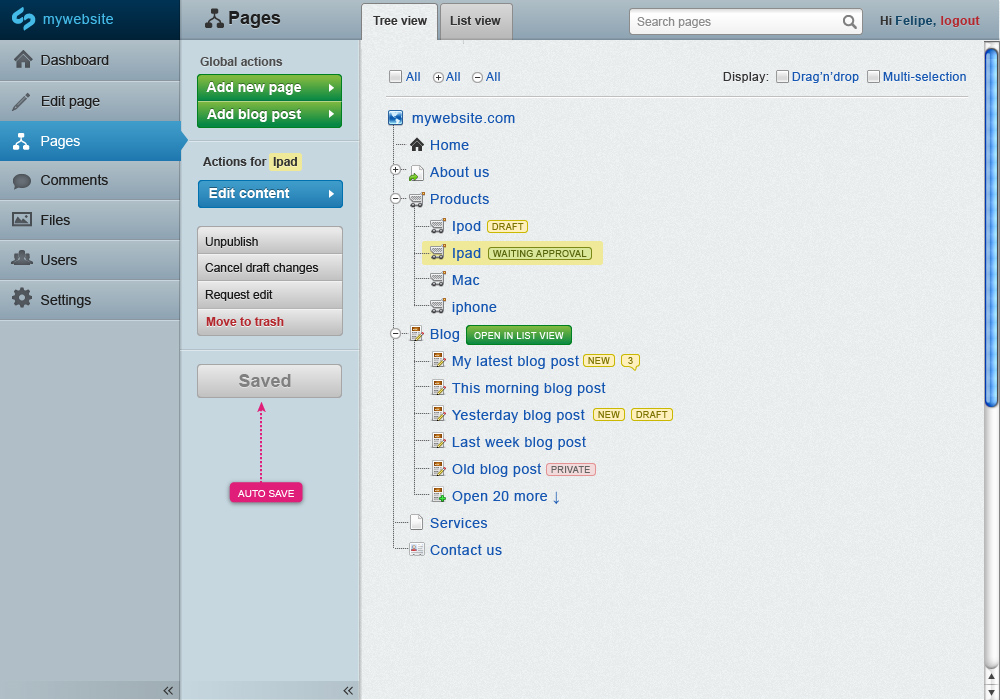 mywebsite
Pages
Tree view
List view
Search pages
Hi Felipe, logout
Dashboard
Edit page
Pages
Comments
Files
Users
Settings
Global actions
Add new page
Add blog post
Actions for Ipad
Edit content
Unpublish
Cancel draft changes
Request edit
Move to trash
Saved
AUTO SAVE
All All All
Display: Drag'n'drop Multi-selection
mywebsite.com
Home
About us
Products
Ipod DRAFT
Ipad WAITING APPROVAL
Mac
iphone
Blog OPEN IN LIST VIEW
My latest blog post NEW 3
This morning blog post
Yesterday blog post NEW DRAFT
Last week blog post
Old blog post PRIVATE
Open 20 more ↓
Services
Contact us